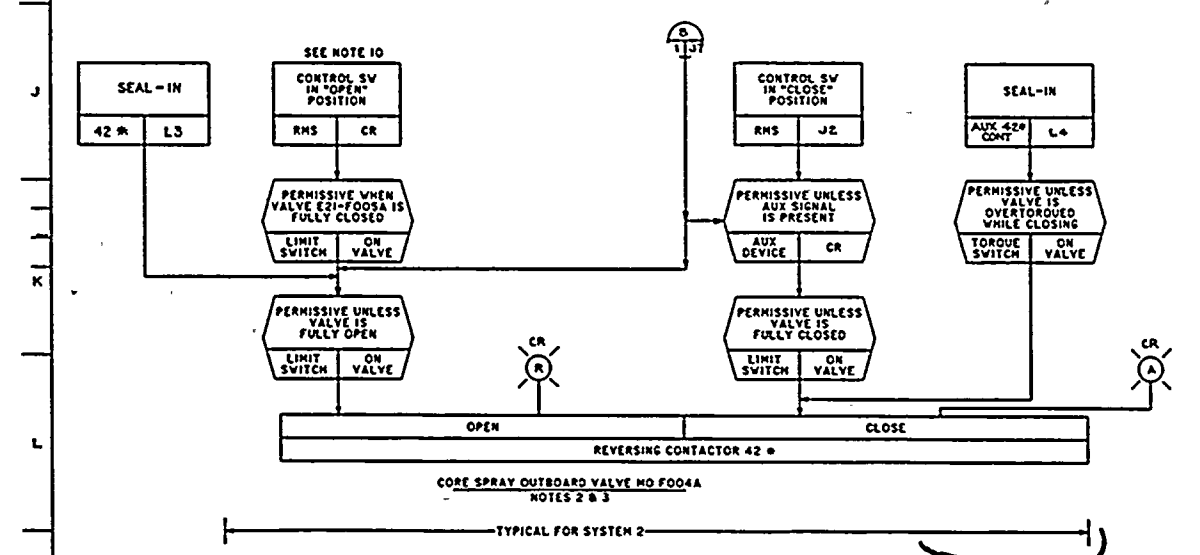 5
1 J7
SEE NOTE 10
J
SEAL-IN
42 * L3
CONTROL SW
IN "OPEN"
POSITION
RMS CR
CONTROL SW
IN "CLOSE"
POSITION
RMS J2
SEAL-IN
AUX 42*
CONT L4
PERMISSIVE WHEN
VALVE E21-F005A IS
FULLY CLOSED
LIMIT
SWITCH
ON
VALVE
PERMISSIVE UNLESS
AUX SIGNAL
IS PRESENT
AUX
DEVICE
CR
PERMISSIVE UNLESS
VALVE IS
OVERTORQUED
WHILE CLOSING
TORQUE
SWITCH
ON
VALVE
K
PERMISSIVE UNLESS
VALVE IS
FULLY OPEN
LIMIT
SWITCH
ON
VALVE
CR
R
PERMISSIVE UNLESS
VALVE IS
FULLY CLOSED
LIMIT
SWITCH
ON
VALVE
CR
A
L
OPEN CLOSE
REVERSING CONTACTOR 42 *
CORE SPRAY OUTBOARD VALVE MO F004A
NOTES 2 & 3
TYPICAL FOR SYSTEM 2